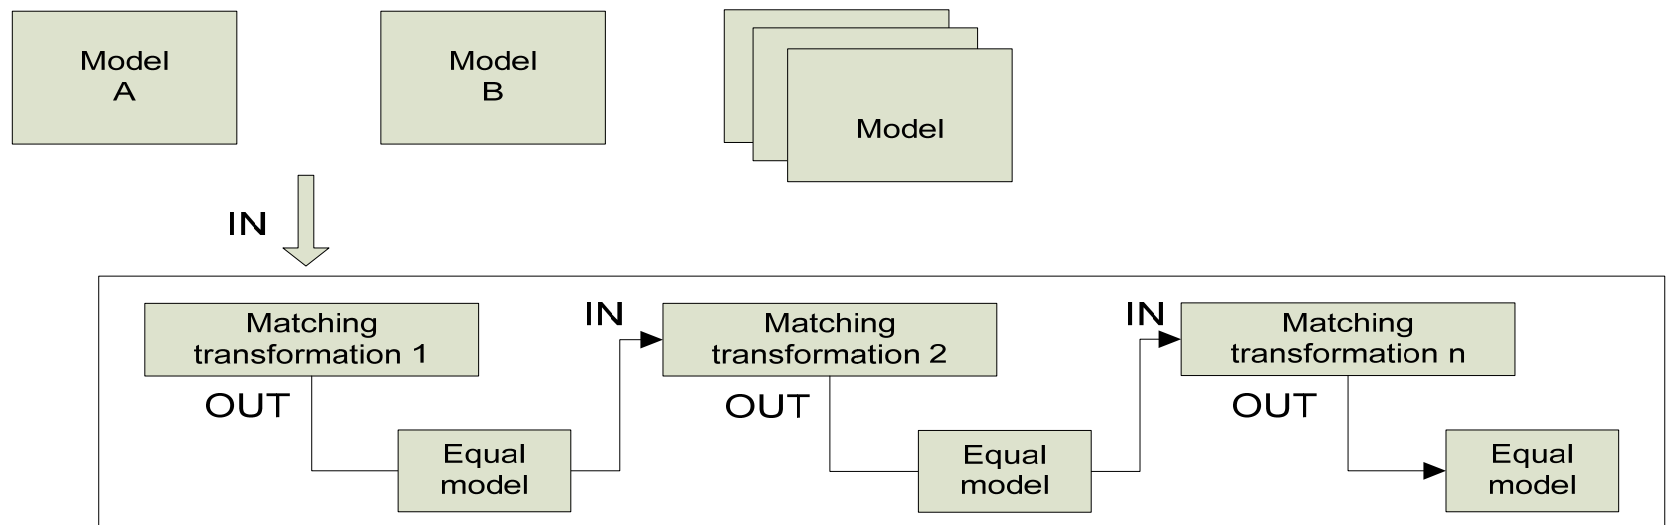 Model
A
Model
B
Model
IN
Matching
transformation 1
IN
Matching
transformation 2
IN
Matching
transformation n
OUT
OUT
OUT
Equal
model
Equal
model
Equal
model